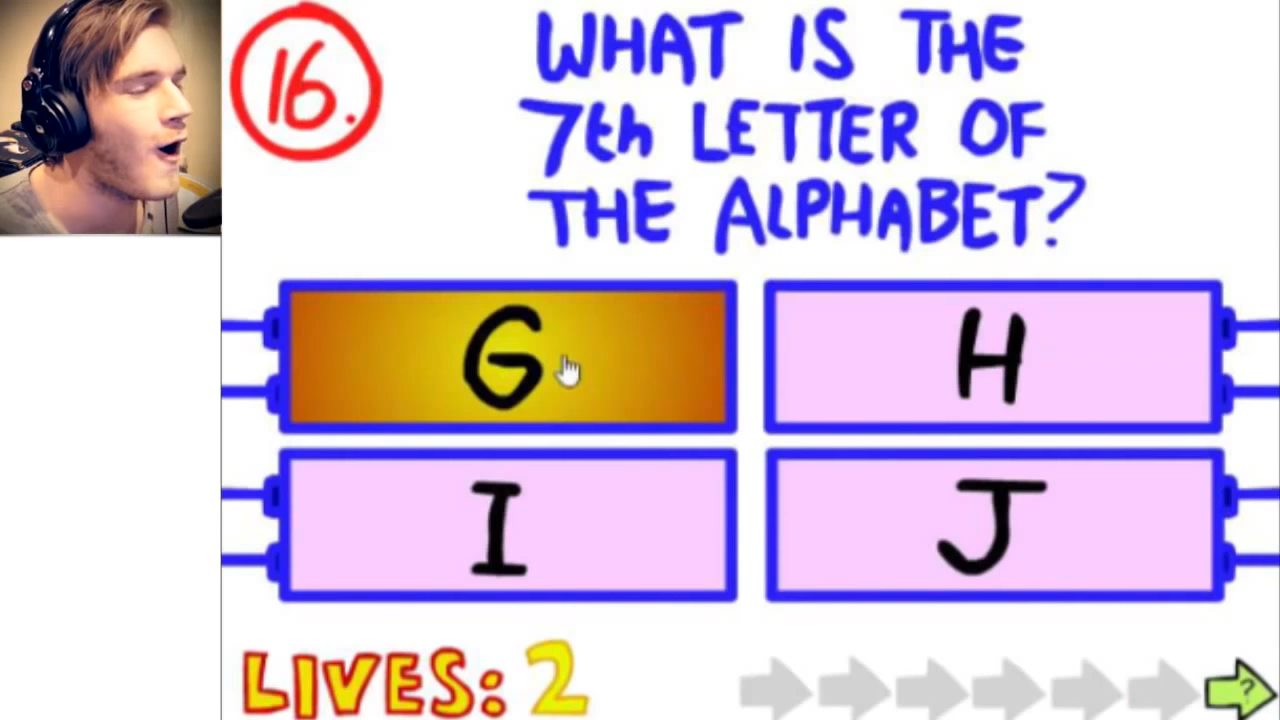 16.
WHAT IS THE
7th LETTER OF
THE ALPHABET?
G
H
I
J
LIVES: 2
?